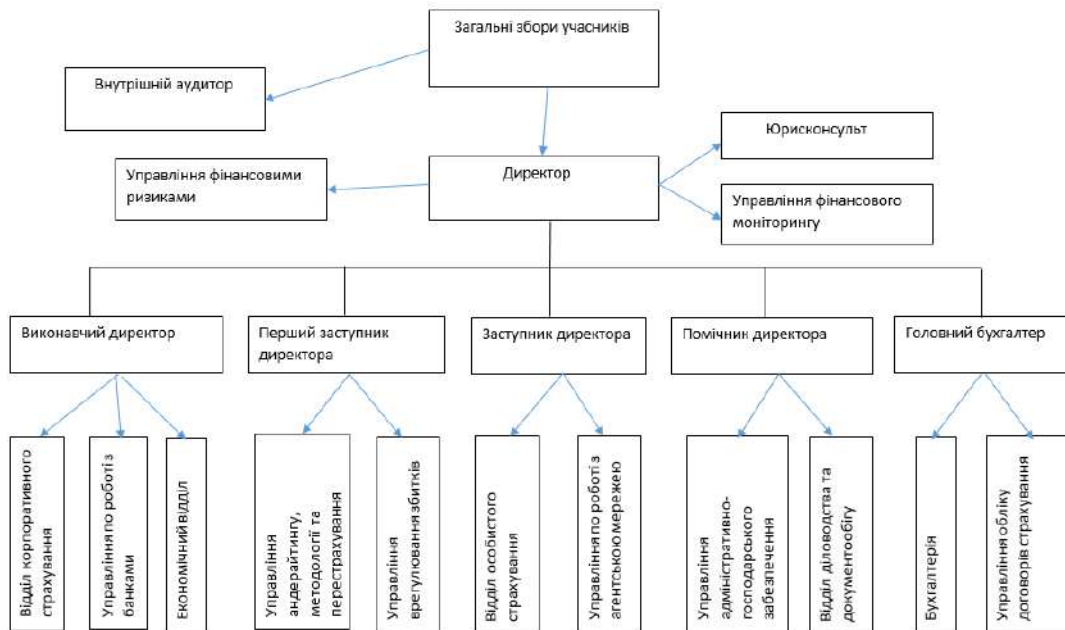 Загальні збори учасників
Внутрішній аудитор
Юрисконсульт
Управління фінансовими
ризиками
Директор
Управління фінансового
моніторингу
Виконавчий директор
Перший заступник
директора
Заступник директора
Помічник директора
Головний бухгалтер
Відділ корпоративного
страхування
Управління по роботі з
банками
Економічний відділ
Управління
андерайтингу,
методології та
перестрахування
Управління
врегулювання збитків
Відділ особистого
страхування
Управління по роботі з
агентською мережею
Управління
адміністративно-
господарського
забезпечення
Відділ діловодства та
документообігу
Бухгалтерія
Управління обліку
договорів страхування